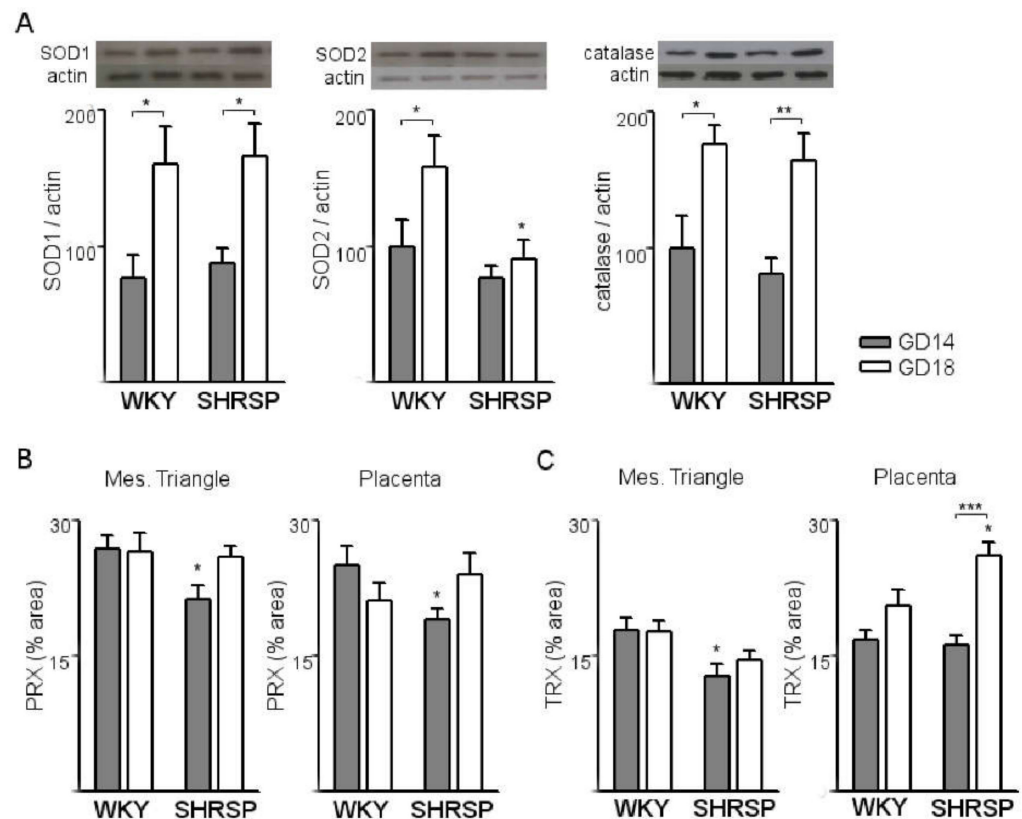 A
SOD1
actin
SOD2
actin
catalase
actin
* *
* *
* **
200
100
SOD1 / actin
WKY SHRSP
200
100
SOD2 / actin
WKY SHRSP
200
100
catalase / actin
WKY SHRSP
GD14
GD18
B
Mes. Triangle
Placenta
30
15
PRX (% area)
*
WKY SHRSP
30
15
PRX (% area)
*
WKY SHRSP
C
Mes. Triangle
Placenta
30
15
TRX (% area)
*
WKY SHRSP
30
15
TRX (% area)
***
*
WKY SHRSP